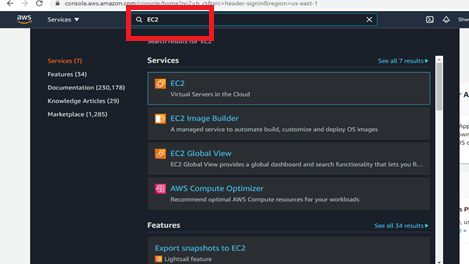 console.aws.amazon.com/console/home?nc2=h_ct&src=header-signin&region=us-east-1
aws
Services ▾
EC2
Search results for 'EC2'
Services (7)
Features (34)
Documentation (230,178)
Knowledge Articles (29)
Marketplace (1,285)
Services
See all 7 results ▸
EC2
Virtual Servers in the Cloud
EC2 Image Builder
A managed service to automate build, customize and deploy OS images
EC2 Global View
EC2 Global View provides a global dashboard and search functionality that lets you fi...
AWS Compute Optimizer
Recommend optimal AWS Compute resources for your workloads
Features
See all 34 results ▸
Export snapshots to EC2
Lightsail feature